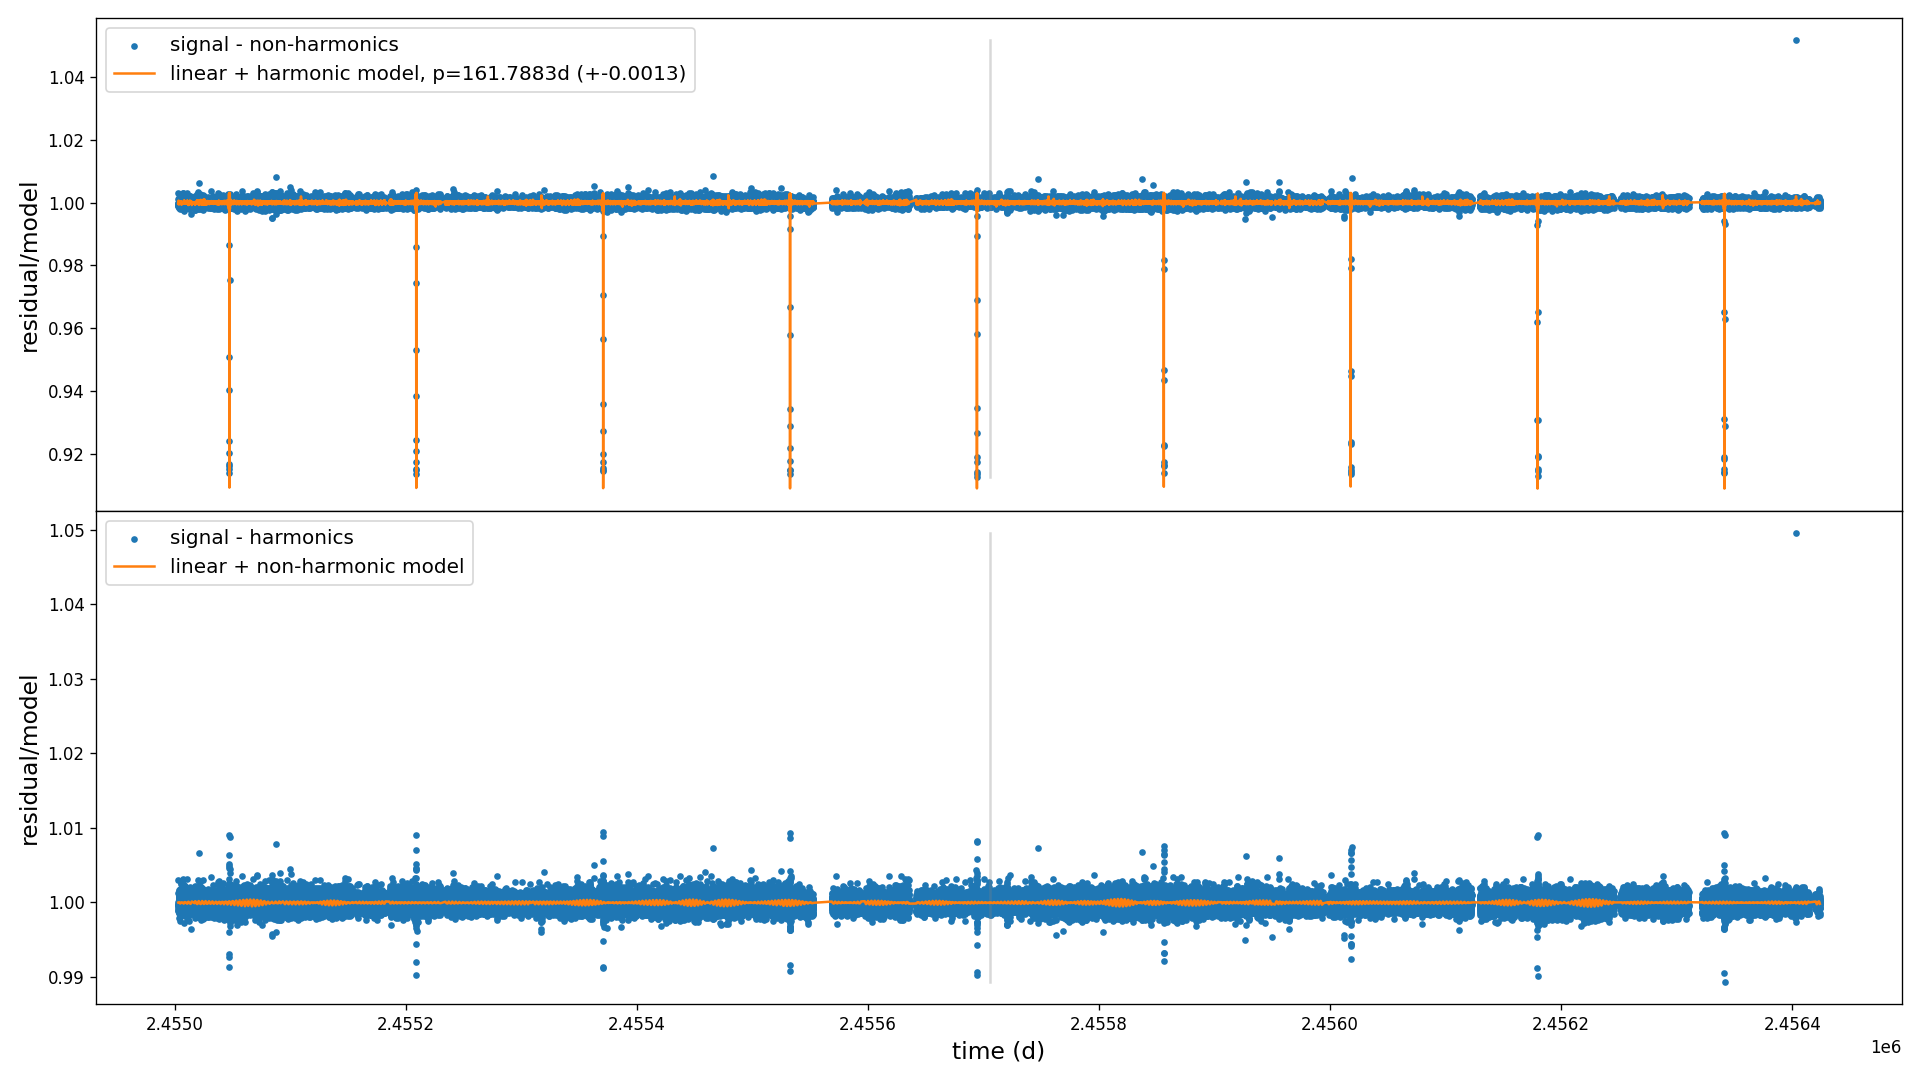 signal - non-harmonics
linear + harmonic model, p=161.7883d (+-0.0013)
1.04
1.02
1.00
0.98
0.96
0.94
0.92
residual/model
signal - harmonics
linear + non-harmonic model
1.05
1.04
1.03
1.02
1.01
1.00
0.99
residual/model
2.4550 2.4552 2.4554 2.4556 2.4558 2.4560 2.4562 2.4564
1e6
time (d)